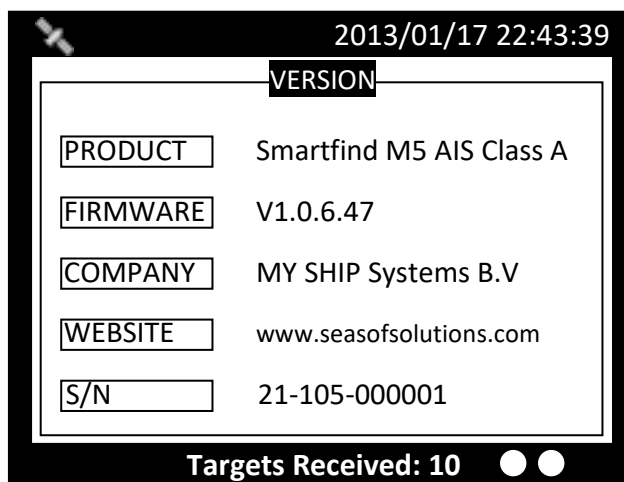 2013/01/17 22:43:39
VERSION
PRODUCT Smartfind M5 AIS Class A
FIRMWARE V1.0.6.47
COMPANY MY SHIP Systems B.V
WEBSITE www.seasofsolutions.com
S/N 21-105-000001
Targets Received: 10